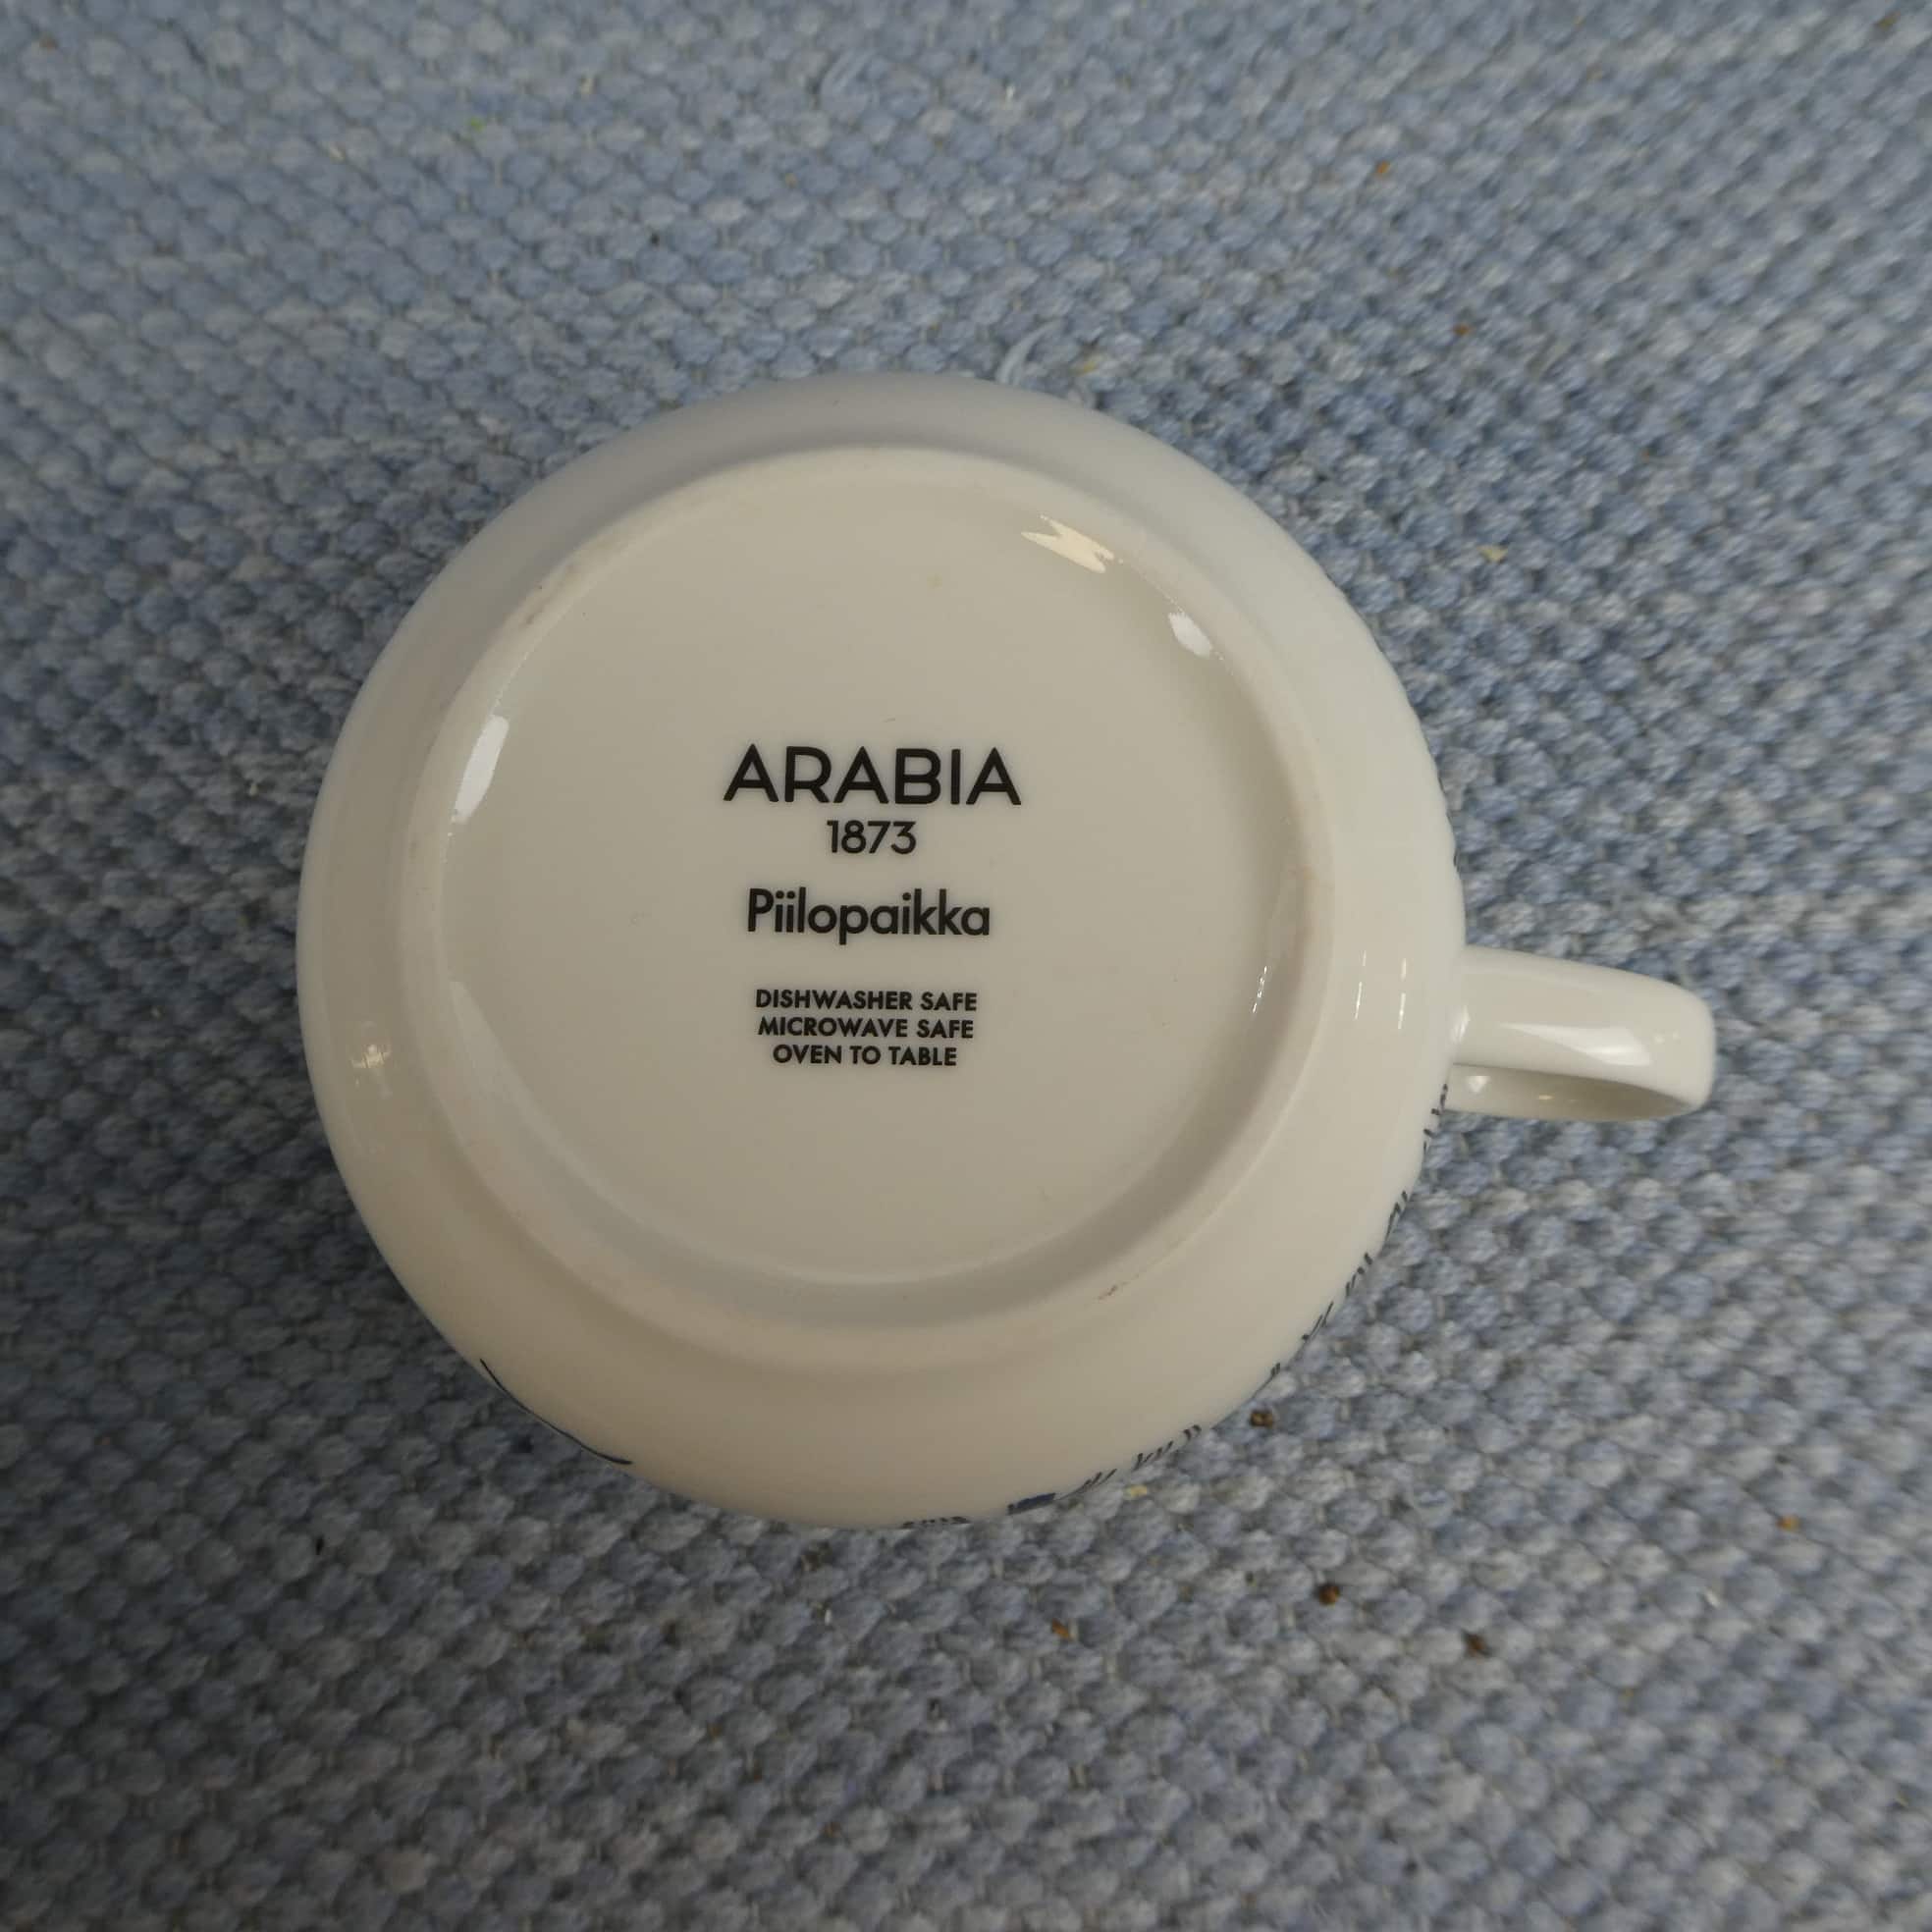 ARABIA
1873
Piilopaikka
DISHWASHER SAFE
MICROWAVE SAFE
OVEN TO TABLE